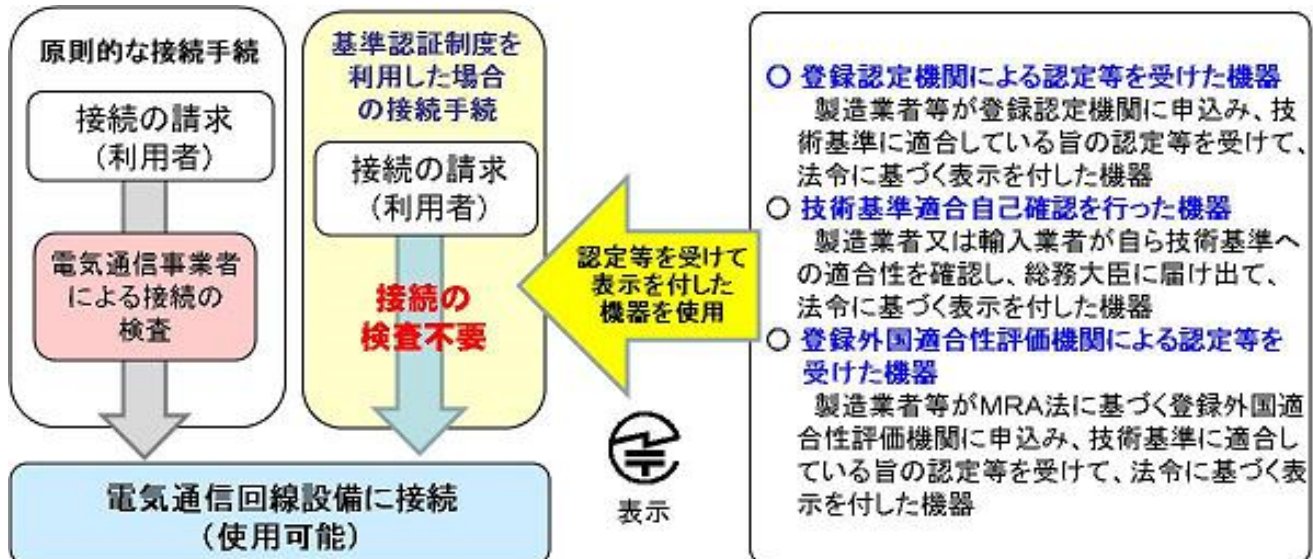 原則的な接続手続
接続の請求
(利用者)
電気通信事業者
による接続の
検査
基準認証制度を
利用した場合
の接続手続
接続の請求
(利用者)
接続の
検査不要
電気通信回線設備に接続
(使用可能)
認定等を受けて
表示を付した
機器を使用
表示
○ 登録認定機関による認定等を受けた機器
製造業者等が登録認定機関に申込み、技
術基準に適合している旨の認定等を受けて、
法令に基づく表示を付した機器
○ 技術基準適合自己確認を行った機器
製造業者又は輸入業者が自ら技術基準へ
の適合性を確認し、総務大臣に届け出て、
法令に基づく表示を付した機器
○ 登録外国適合性評価機関による認定等を
受けた機器
製造業者等がMRA法に基づく登録外国適
合性評価機関に申込み、技術基準に適合し
ている旨の認定等を受けて、法令に基づく表
示を付した機器